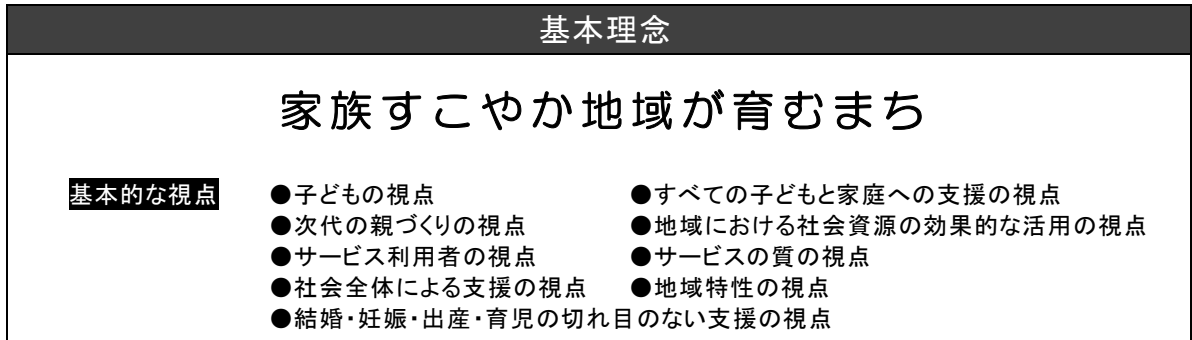 基本理念
家族すこやか地域が育むまち
基本的な視点 ●子どもの視点 ●すべての子どもと家庭への支援の視点
●次代の親づくりの視点 ●地域における社会資源の効果的な活用の視点
●サービス利用者の視点 ●サービスの質の視点
●社会全体による支援の視点 ●地域特性の視点
●結婚・妊娠・出産・育児の切れ目のない支援の視点